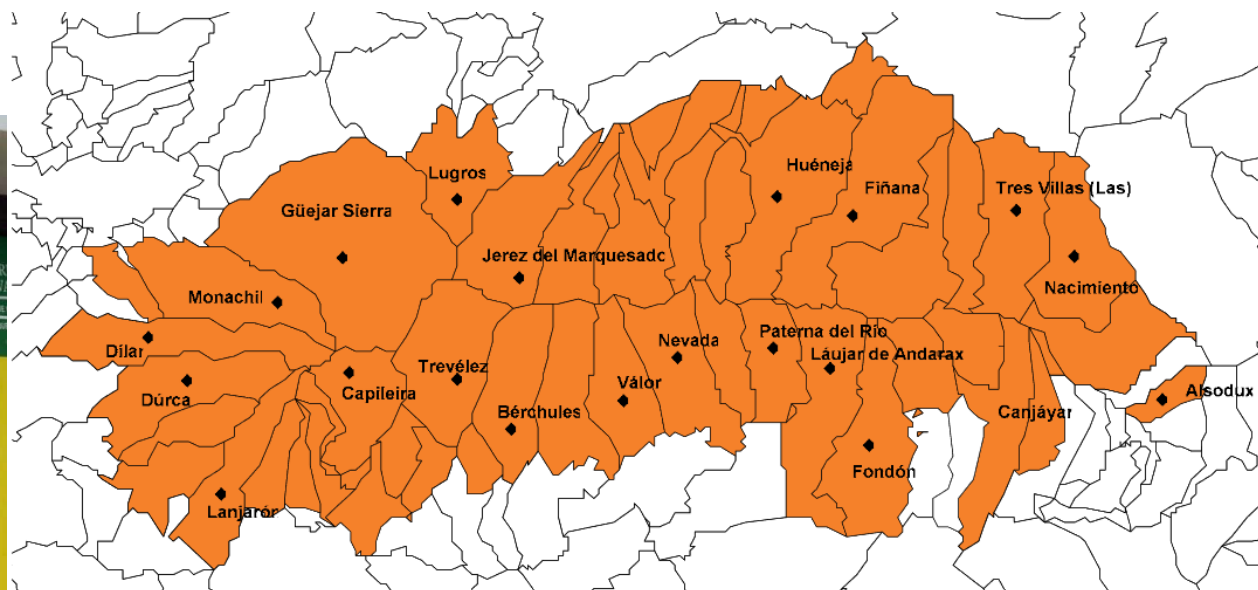 Huéneja
Lugros
Fiñana
Tres Villas (Las)
Güejar Sierra
Jerez del Marquesado
Nacimiento
Monachil
Dílar
Nevada
Paterna del Río
Láujar de Andarax
Trevélez
Capileira
Válor
Alsodux
Dúrca
Bérchules
Canjáyar
Fondón
Lanjarón